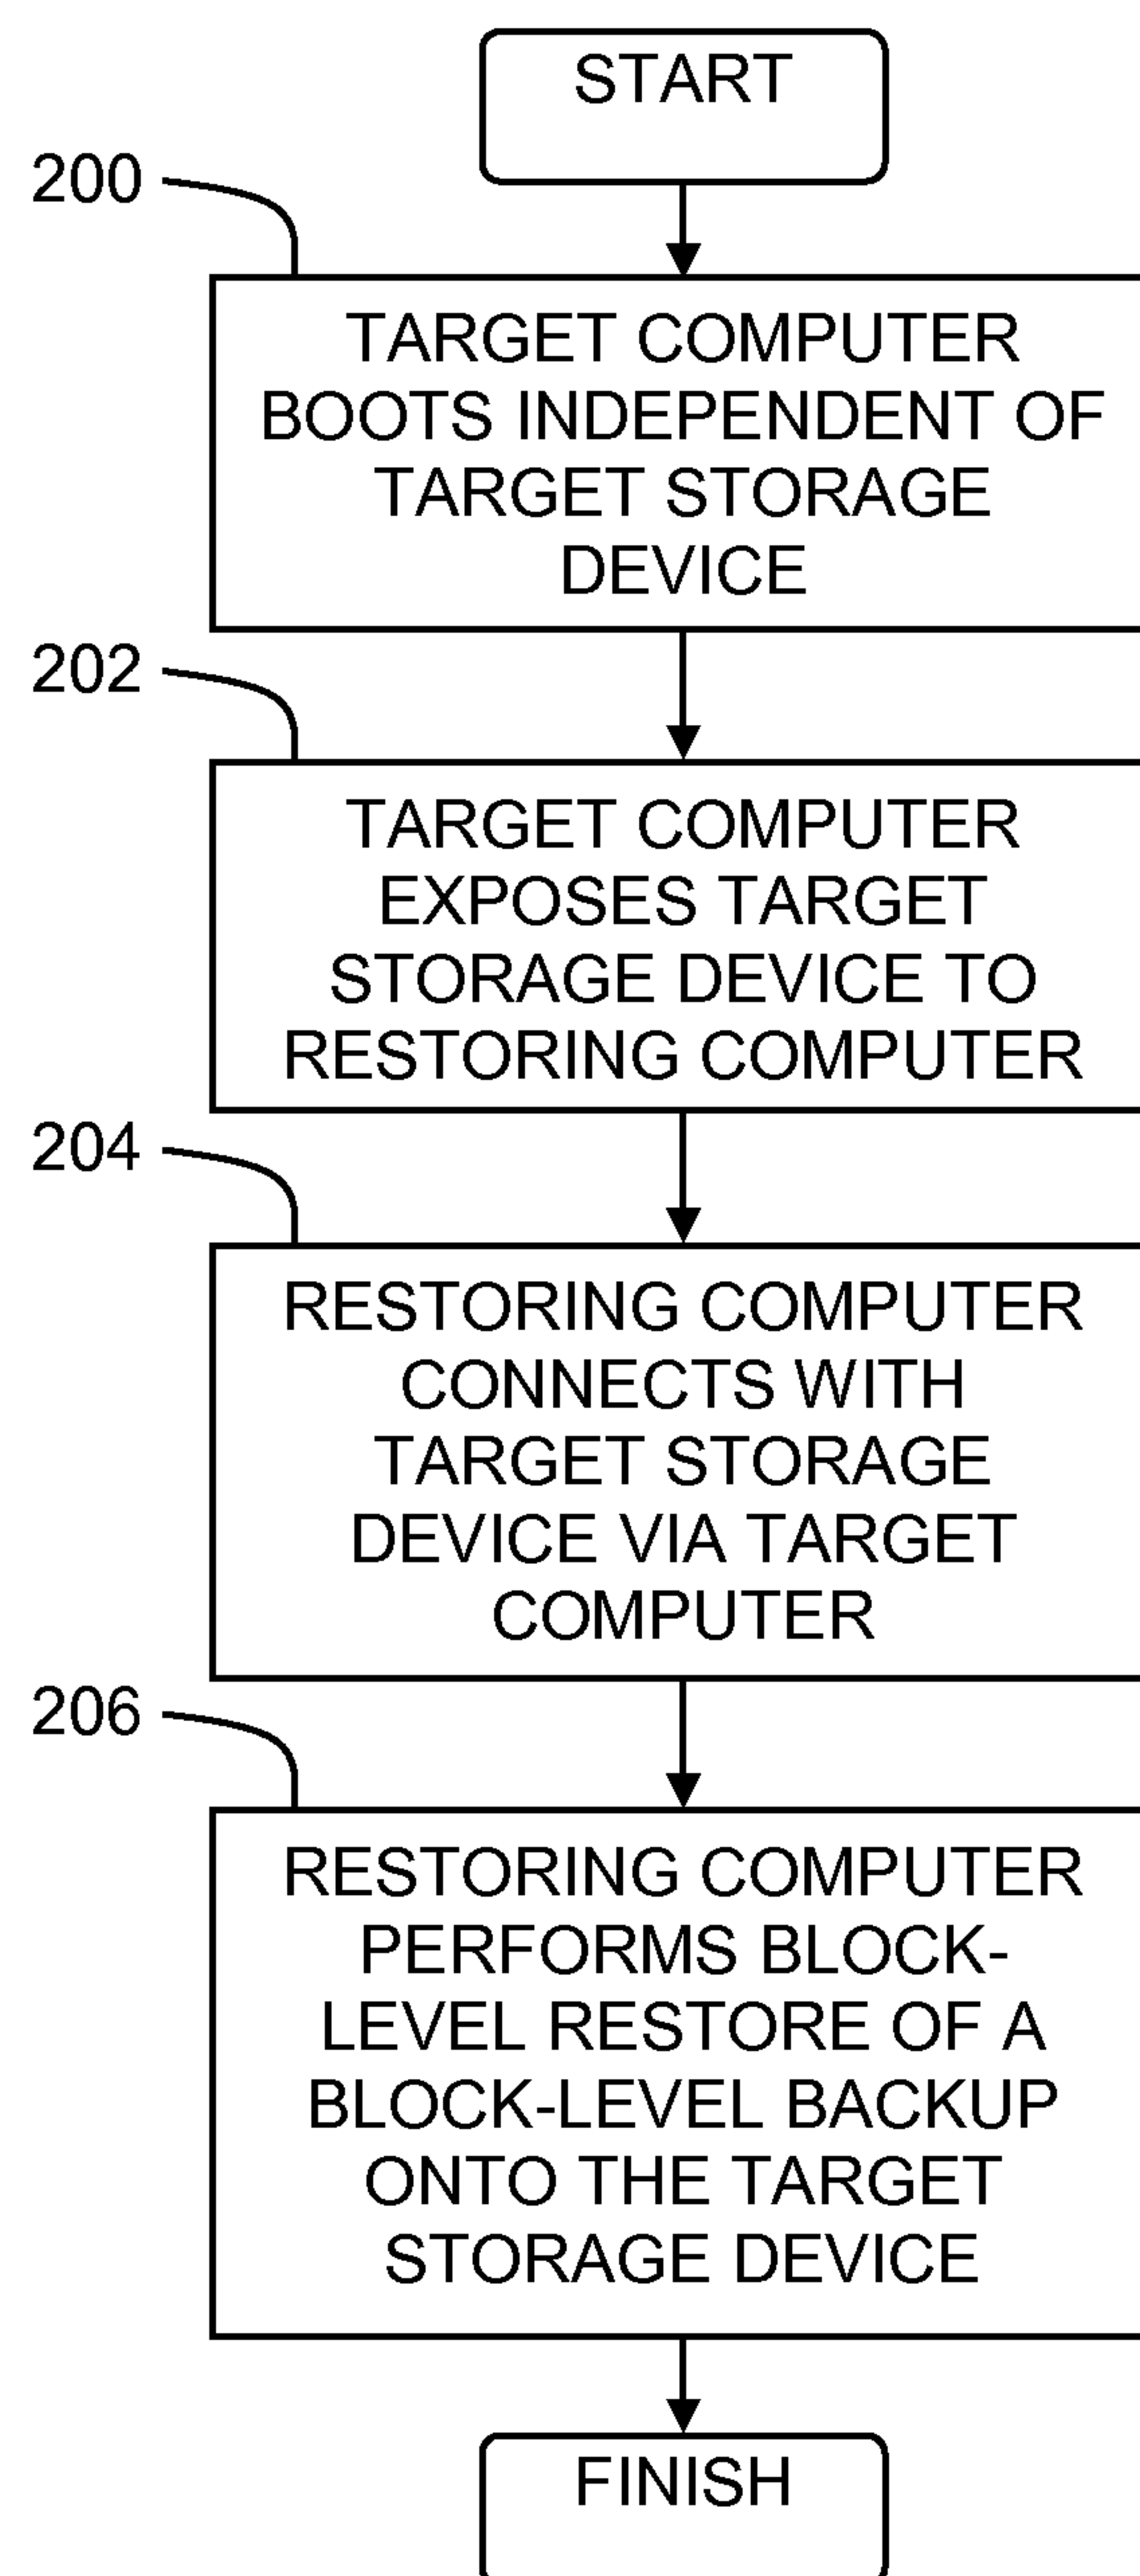 START
200
TARGET COMPUTER
BOOTS INDEPENDENT OF
TARGET STORAGE
DEVICE
202
TARGET COMPUTER
EXPOSES TARGET
STORAGE DEVICE TO
RESTORING COMPUTER
204
RESTORING COMPUTER
CONNECTS WITH
TARGET STORAGE
DEVICE VIA TARGET
COMPUTER
206
RESTORING COMPUTER
PERFORMS BLOCK-
LEVEL RESTORE OF A
BLOCK-LEVEL BACKUP
ONTO THE TARGET
STORAGE DEVICE
FINISH